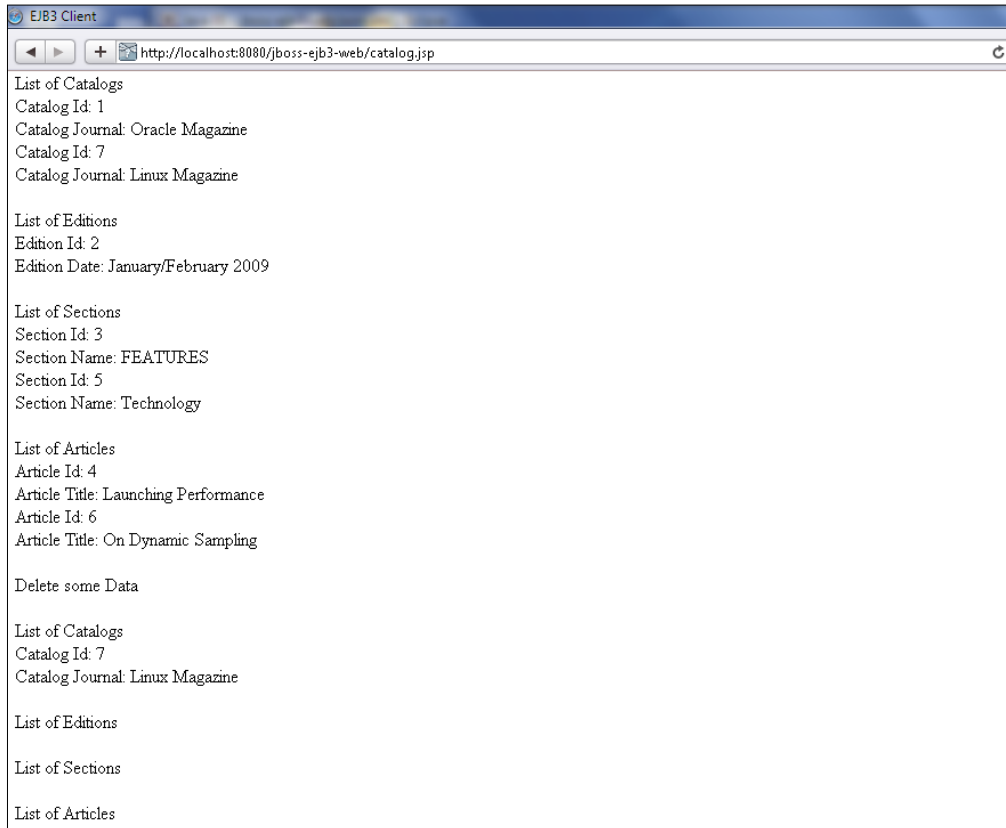 EJB3 Client
http://localhost:8080/jboss-ejb3-web/catalog.jsp
List of Catalogs
Catalog Id: 1
Catalog Journal: Oracle Magazine
Catalog Id: 7
Catalog Journal: Linux Magazine
List of Editions
Edition Id: 2
Edition Date: January/February 2009
List of Sections
Section Id: 3
Section Name: FEATURES
Section Id: 5
Section Name: Technology
List of Articles
Article Id: 4
Article Title: Launching Performance
Article Id: 6
Article Title: On Dynamic Sampling
Delete some Data
List of Catalogs
Catalog Id: 7
Catalog Journal: Linux Magazine
List of Editions
List of Sections
List of Articles